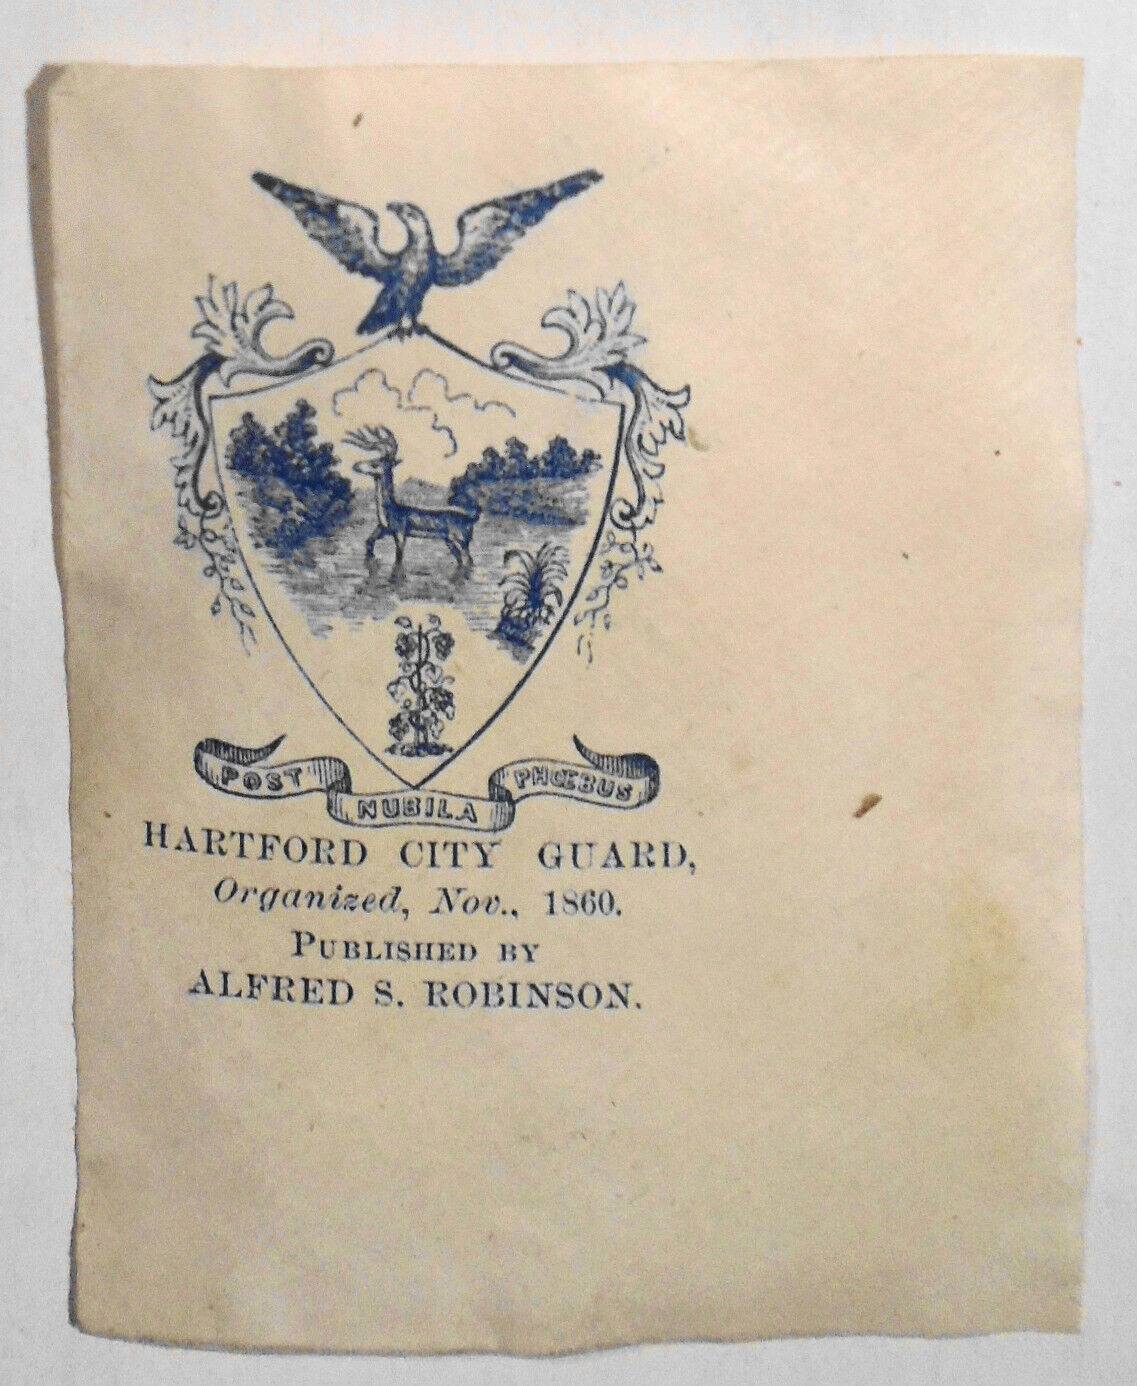 POST NUBILA PHŒBUS
HARTFORD CITY GUARD,
Organized, Nov., 1860.
PUBLISHED BY
ALFRED S. ROBINSON.